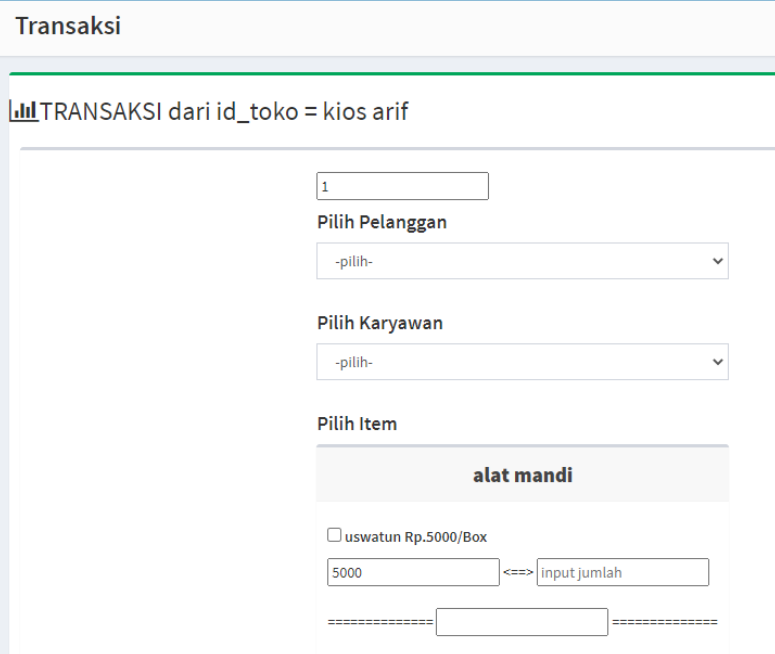 Transaksi
TRANSAKSI dari id_toko = kios arif
1
Pilih Pelanggan
-pilih-
Pilih Karyawan
-pilih-
Pilih Item
alat mandi
uswatun Rp.5000/Box
5000 <==> input jumlah
============== ==============